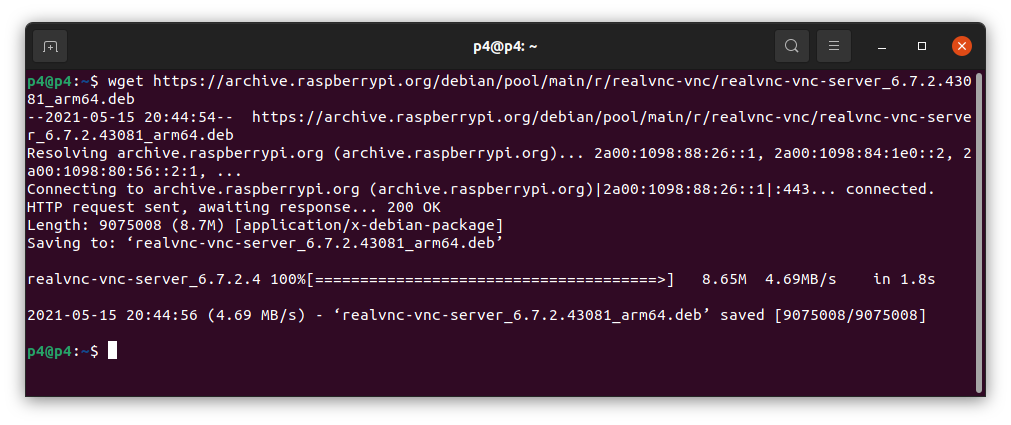 p4@p4: ~
p4@p4:~$ wget https://archive.raspberrypi.org/debian/pool/main/r/realvnc-vnc/realvnc-vnc-server_6.7.2.430
81_arm64.deb
--2021-05-15 20:44:54--  https://archive.raspberrypi.org/debian/pool/main/r/realvnc-vnc/realvnc-vnc-serve
r_6.7.2.43081_arm64.deb
Resolving archive.raspberrypi.org (archive.raspberrypi.org)... 2a00:1098:88:26::1, 2a00:1098:84:1e0::2, 2
a00:1098:80:56::2:1, ...
Connecting to archive.raspberrypi.org (archive.raspberrypi.org)|2a00:1098:88:26::1|:443... connected.
HTTP request sent, awaiting response... 200 OK
Length: 9075008 (8.7M) [application/x-debian-package]
Saving to: ‘realvnc-vnc-server_6.7.2.43081_arm64.deb’
realvnc-vnc-server_6.7.2.4 100%[======================================>]   8.65M  4.69MB/s    in 1.8s
2021-05-15 20:44:56 (4.69 MB/s) - ‘realvnc-vnc-server_6.7.2.43081_arm64.deb’ saved [9075008/9075008]
p4@p4:~$